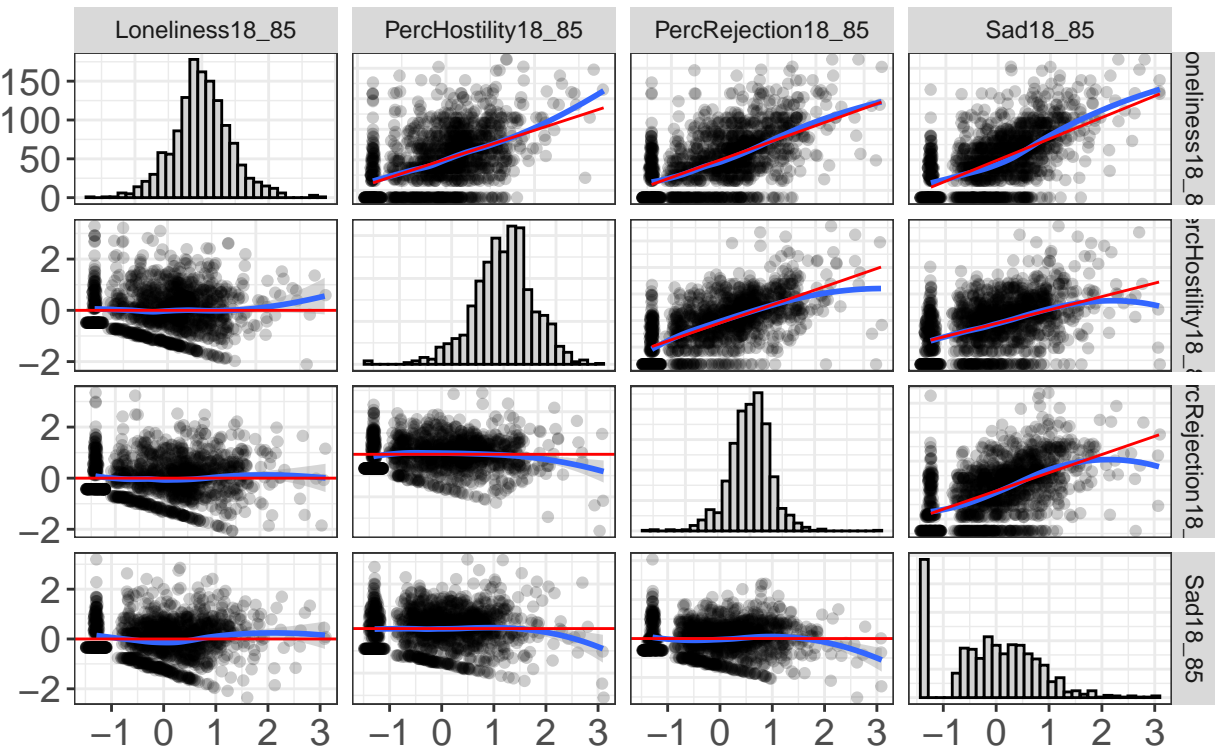 Loneliness18_85 PercHostility18_85 PercRejection18_85 Sad18_85
150
100
50
0
oneliness18_8
2
0
−2
ercHostility18_8
2
0
−2
rcRejection18_
2
0
−2
Sad18_85
−1 0 1 2 3 −1 0 1 2 3 −1 0 1 2 3 −1 0 1 2 3